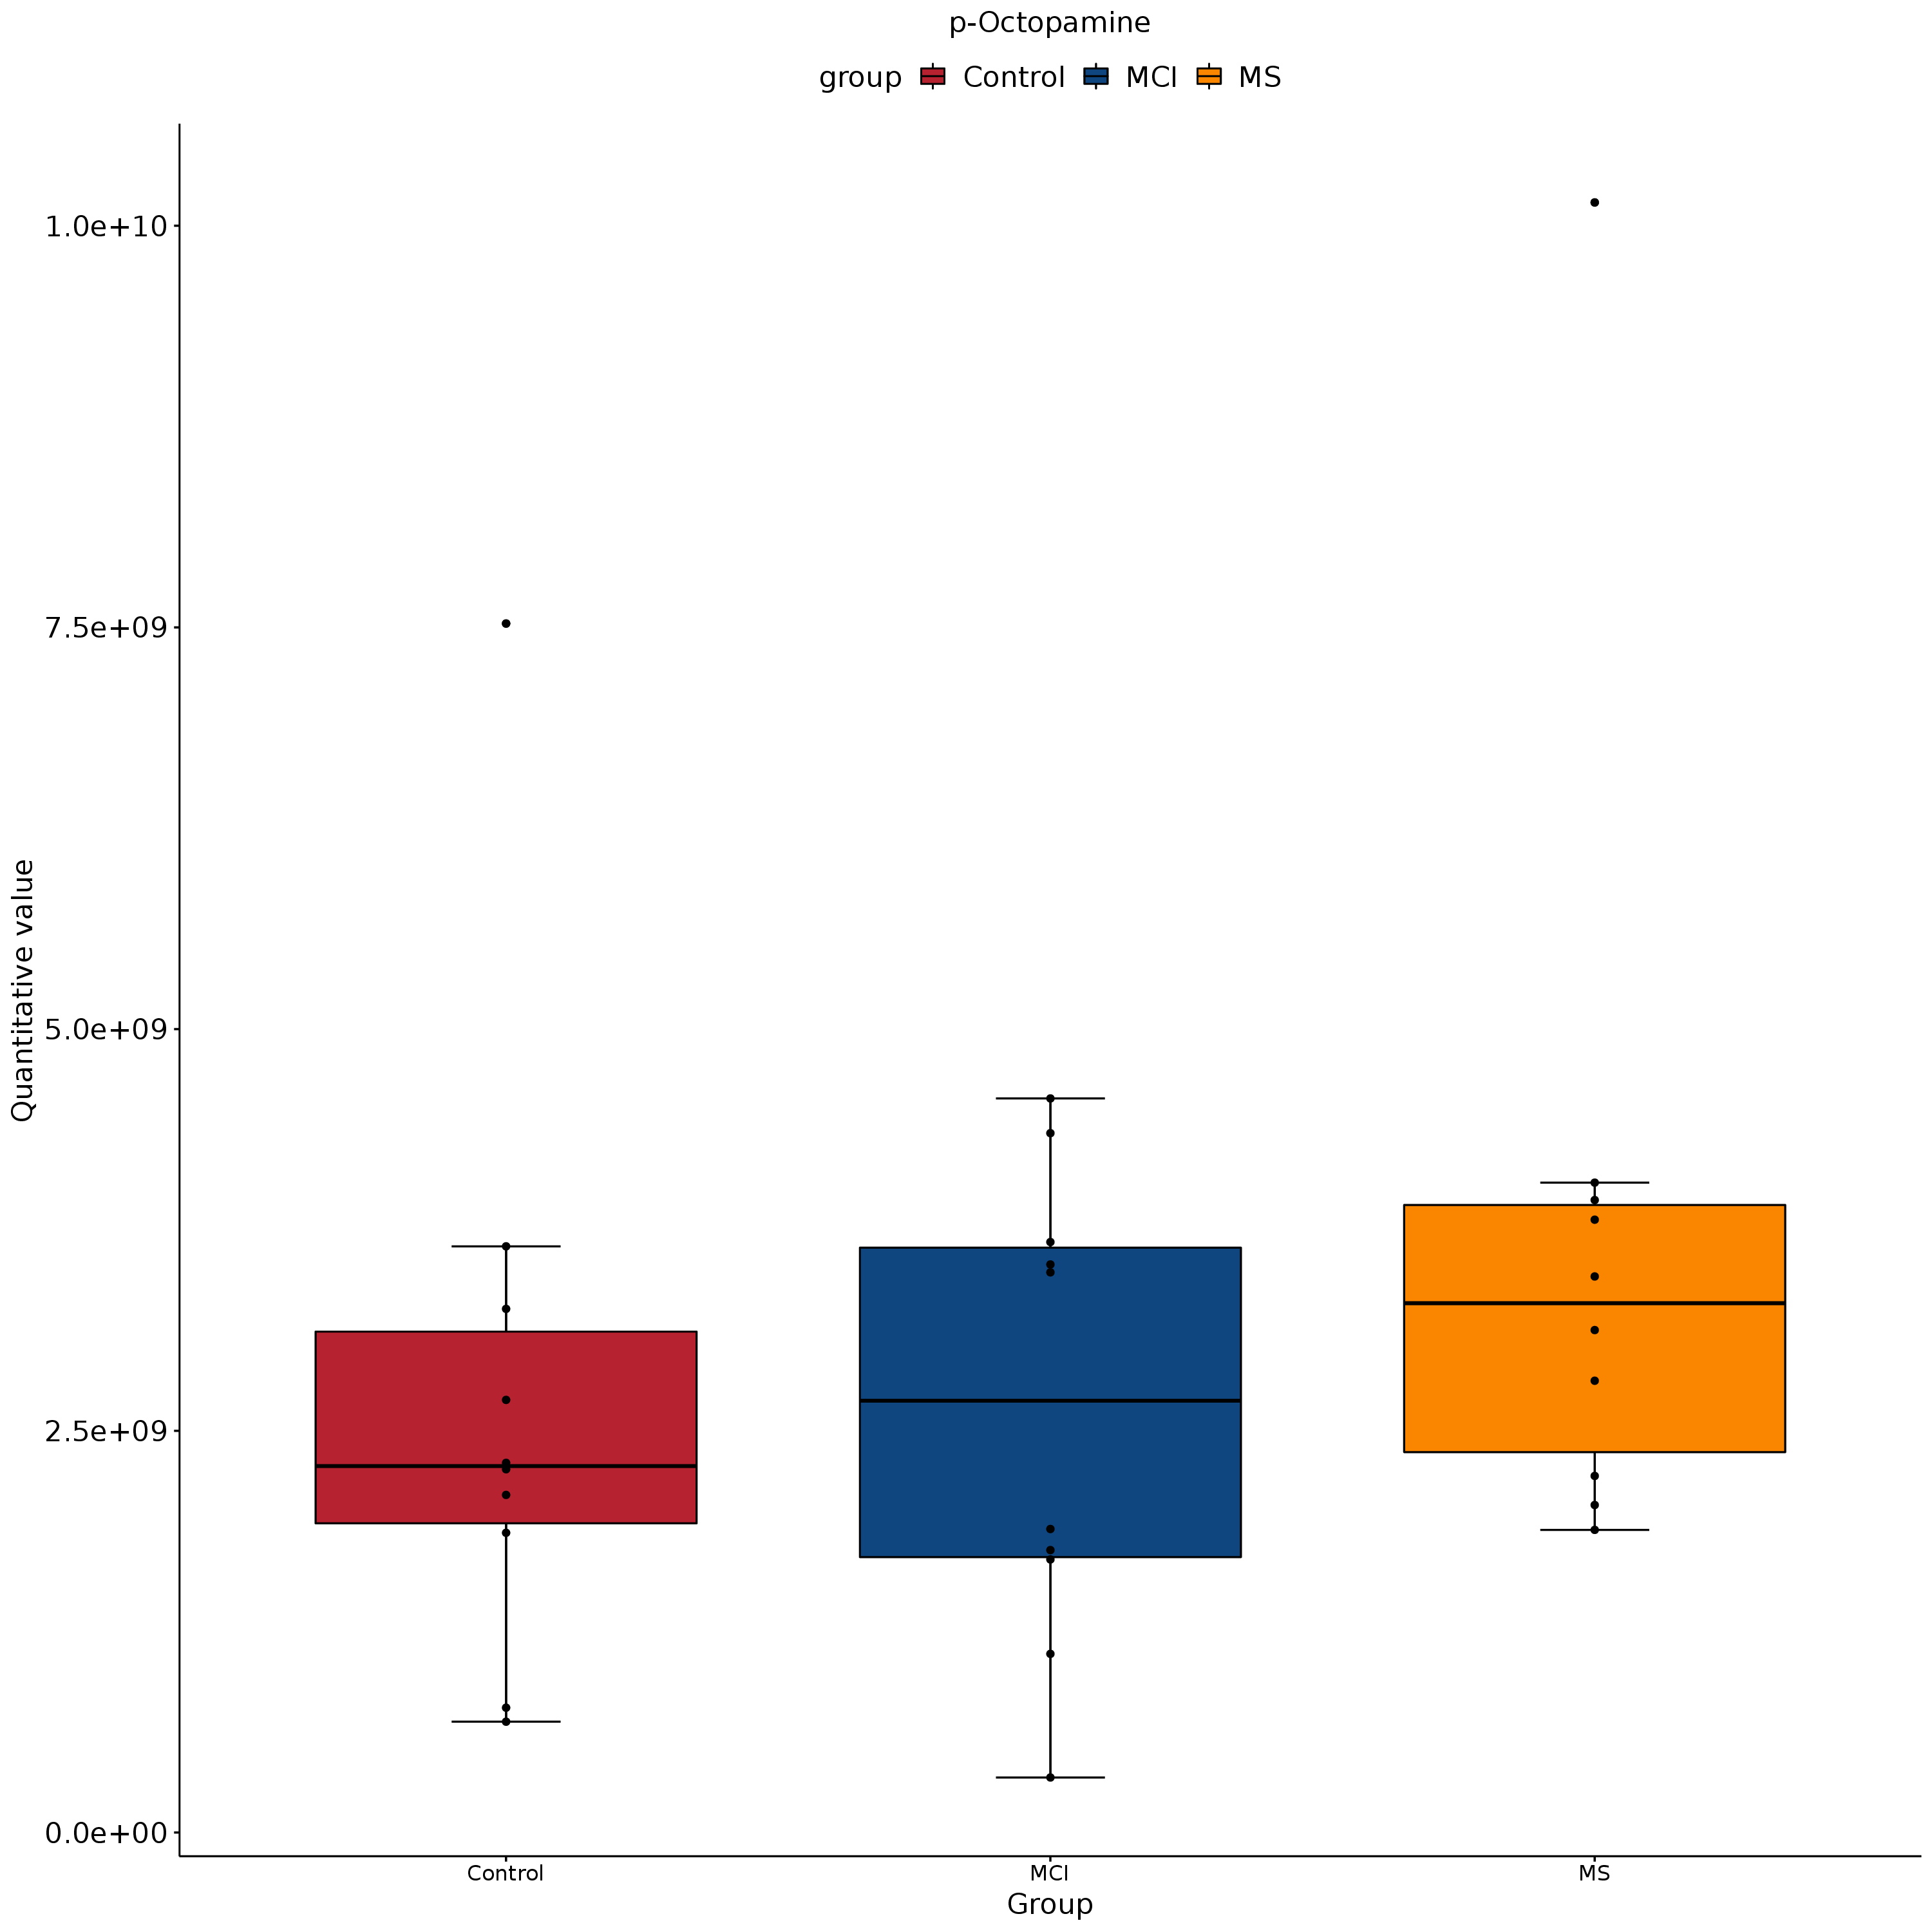 p-Octopamine
group Control MCI MS
Quantitative value
1.0e+10
7.5e+09
5.0e+09
2.5e+09
0.0e+00
Control MCI MS
Group